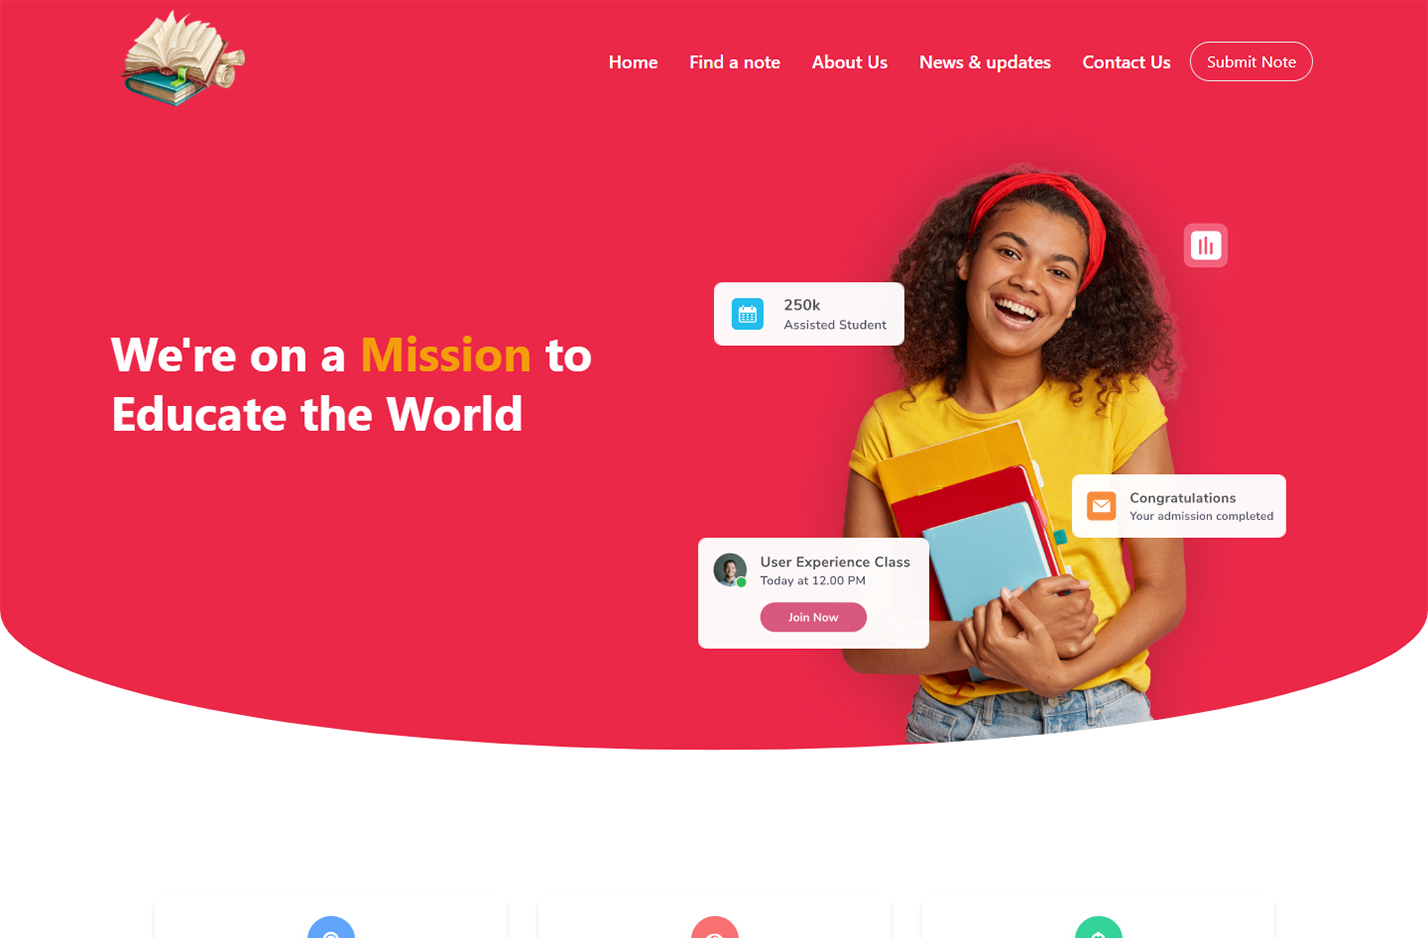 Home
Find a note
About Us
News & updates
Contact Us
Submit Note
We're on a Mission to
Educate the World
250k
Assisted Student
Congratulations
Your admission completed
User Experience Class
Today at 12.00 PM
Join Now